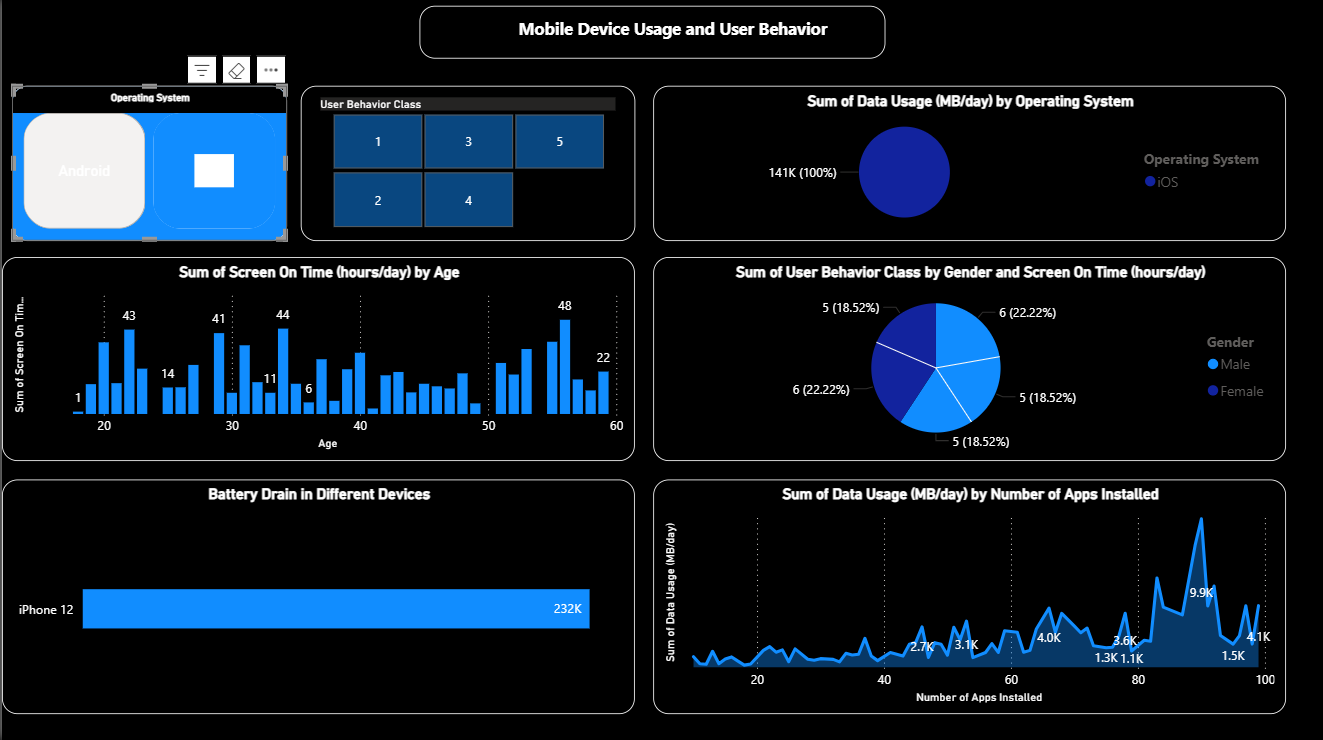 Mobile Device Usage and User Behavior
Operating System
Android
User Behavior Class
1
3
5
2
4
Sum of Data Usage (MB/day) by Operating System
141K (100%)
Operating System
iOS
Sum of Screen On Time (hours/day) by Age
Sum of Screen On Tim...
1
43
14
41
11
44
6
48
22
20
30
40
50
60
Age
Sum of User Behavior Class by Gender and Screen On Time (hours/day)
5 (18.52%)
6 (22.22%)
6 (22.22%)
5 (18.52%)
5 (18.52%)
Gender
Male
Female
Battery Drain in Different Devices
iPhone 12
232K
Sum of Data Usage (MB/day) by Number of Apps Installed
Sum of Data Usage (MB/day)
2.7K
3.1K
4.0K
1.3K
3.6K
1.1K
9.9K
1.5K
4.1K
20
40
60
80
100
Number of Apps Installed